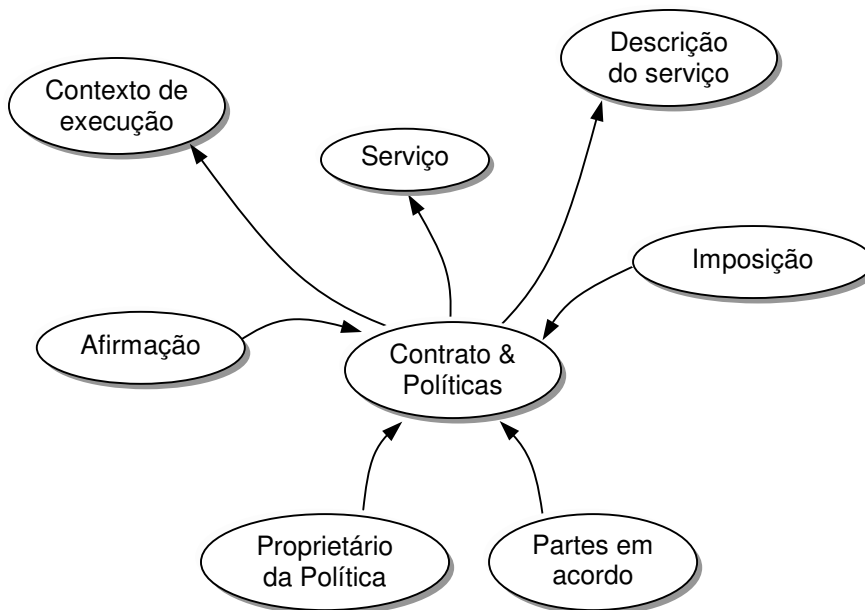 Descrição
do serviço
Contexto de
execução
Serviço
Imposição
Afirmação
Contrato &
Políticas
Proprietário
da Política
Partes em
acordo